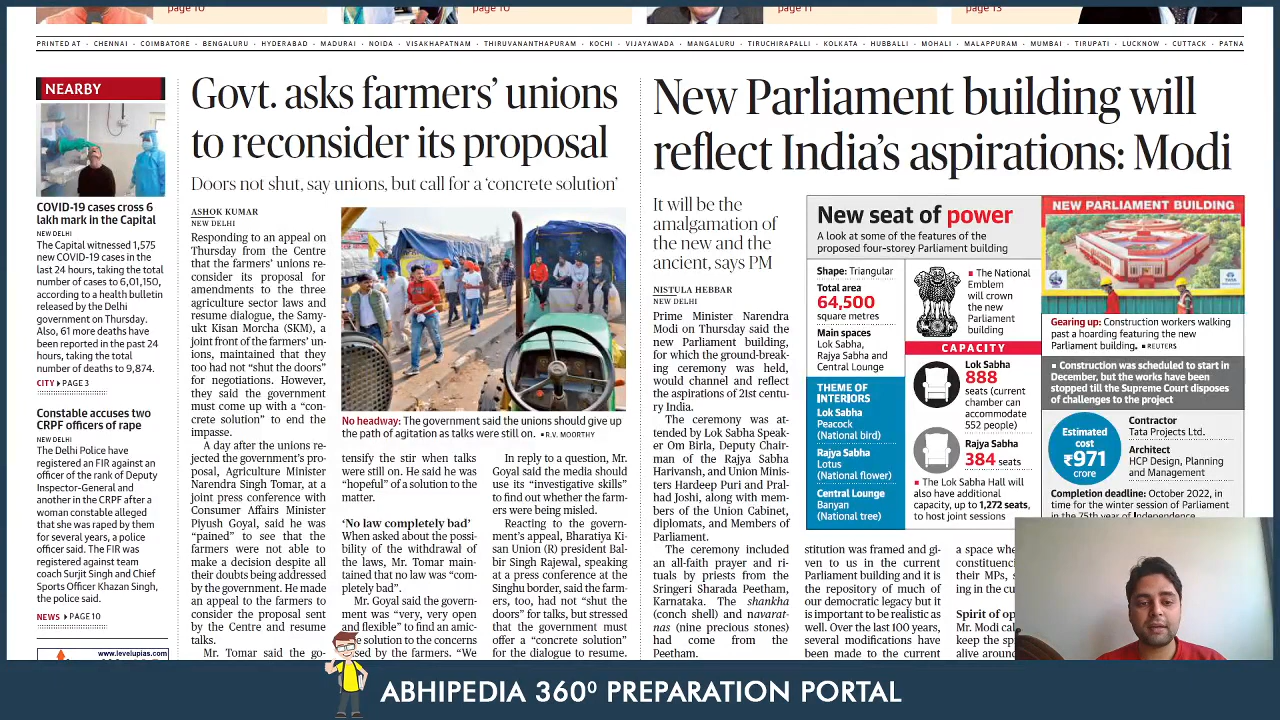 page 10
page 10
page 11
page 13
PRINTED AT · CHENNAI · COIMBATORE · BENGALURU · HYDERABAD · MADURAI · NOIDA · VISAKHAPATNAM · THIRUVANANTHAPURAM · KOCHI · VIJAYAWADA · MANGALURU · TIRUCHIRAPALLI · KOLKATA · HUBBALLI · MOHALI · MALAPPURAM · MUMBAI · TIRUPATI · LUCKNOW · CUTTACK · PATNA
NEARBY
COVID-19 cases cross 6
lakh mark in the Capital
NEW DELHI
The Capital witnessed 1,575
new COVID-19 cases in the
last 24 hours, taking the total
number of cases to 6,01,150,
according to a health bulletin
released by the Delhi
government on Thursday.
Also, 61 more deaths have
been reported in the past 24
hours, taking the total
number of deaths to 9,874.
CITY PAGE 3
Constable accuses two
CRPF officers of rape
NEW DELHI
The Delhi Police have
registered an FIR against an
officer of the rank of Deputy
Inspector-General and
another in the CRPF after a
woman constable alleged
that she was raped by them
for several years, a police
officer said. The FIR was
registered against team
coach Surjit Singh and Chief
Sports Officer Khazan Singh,
the police said.
NEWS PAGE 10
www.levelupias.com
Govt. asks farmers' unions
to reconsider its proposal
Doors not shut, say unions, but call for a 'concrete solution'
ASHOK KUMAR
NEW DELHI
Responding to an appeal on
Thursday from the Centre
that the farmers' unions re-
consider its proposal for
amendments to the three
agriculture sector laws and
resume dialogue, the Samy-
ukt Kisan Morcha (SKM), a
joint front of the farmers' un-
ions, maintained that they
too had not "shut the doors"
for negotiations. However,
they said the government
must come up with a "con-
crete solution" to end the
impasse.
A day after the unions re-
jected the government's pro-
posal, Agriculture Minister
Narendra Singh Tomar, at a
joint press conference with
Consumer Affairs Minister
Piyush Goyal, said he was
"pained" to see that the
farmers were not able to
make a decision despite all
their doubts being addressed
by the government. He made
an appeal to the farmers to
consider the proposal sent
by the Centre and resume
talks.
Mr. Tomar said the go-
No headway: The government said the unions should give up
the path of agitation as talks were still on. ■ R.V. MOORTHY
tensify the stir when talks
were still on. He said he was
"hopeful" of a solution to the
matter.
'No law completely bad'
When asked about the possi-
bility of the withdrawal of
the laws, Mr. Tomar main-
tained that no law was "com-
pletely bad".
Mr. Goyal said the govern-
ment was "very, very open
and flexible" to find an amic-
solution to the concerns
by the farmers. "We
In reply to a question, Mr.
Goyal said the media should
use its "investigative skills"
to find out whether the farm-
ers were being misled.
Reacting to the govern-
ment's appeal, Bharatiya Ki-
san Union (R) president Bal-
bir Singh Rajewal, speaking
at a press conference at the
Singhu border, said the farm-
ers, too, had not "shut the
doors" for talks, but stressed
that the government must
offer a "concrete solution"
for the dialogue to resume.
New Parliament building will
reflect India's aspirations: Modi
It will be the
amalgamation of
the new and the
ancient, says PM
NISTULA HEBBAR
NEW DELHI
Prime Minister Narendra
Modi on Thursday said the
new Parliament building,
for which the ground-break-
ing ceremony was held,
would channel and reflect
the aspirations of 21st centu-
ry India.
The ceremony was at-
tended by Lok Sabha Speak-
er Om Birla, Deputy Chair-
man of the Rajya Sabha
Harivansh, and Union Minis-
ters Hardeep Puri and Pral-
had Joshi, along with mem-
bers of the Union Cabinet,
diplomats, and Members of
Parliament.
The ceremony included
an all-faith prayer and ri-
tuals by priests from the
Sringeri Sharada Peetham,
Karnataka. The shankha
(conch shell) and navarat-
nas (nine precious stones)
had come from the
Peetham.
New seat of power
A look at some of the features of the
proposed four-storey Parliament building
Shape: Triangular
Total area
64,500
square metres
Main spaces
Lok Sabha,
Rajya Sabha and
Central Lounge
THEME OF
INTERIORS
Lok Sabha
Peacock
(National bird)
Rajya Sabha
Lotus
(National flower)
Central Lounge
Banyan
(National tree)
■ The National
Emblem
will crown
the new
Parliament
building
CAPACITY
Lok Sabha
888
seats (current
chamber can
accommodate
552 people)
Rajya Sabha
384 seats
■ The Lok Sabha Hall will
also have additional
capacity, up to 1,272 seats,
to host joint sessions
NEW PARLIAMENT BUILDING
Gearing up: Construction workers walking
past a hoarding featuring the new
Parliament building. ■ REUTERS
■ Construction was scheduled to start in
December, but the works have been
stopped till the Supreme Court disposes
of challenges to the project
Estimated
cost
₹971
crore
Contractor
Tata Projects Ltd.
Architect
HCP Design, Planning
and Management
Completion deadline: October 2022, in
time for the winter session of Parliament
in the 75th year of Independence
stitution was framed and gi-
ven to us in the current
Parliament building and it is
the repository of much of
our democratic legacy but it
is important to be realistic as
well. Over the last 100 years,
several modifications have
been made to the current
a space
constituenc
their MPs,
ing in the cu
Spirit of op
Mr. Modi cal
keep the sp
alive aroun
ABHIPEDIA 360⁰ PREPARATION PORTAL